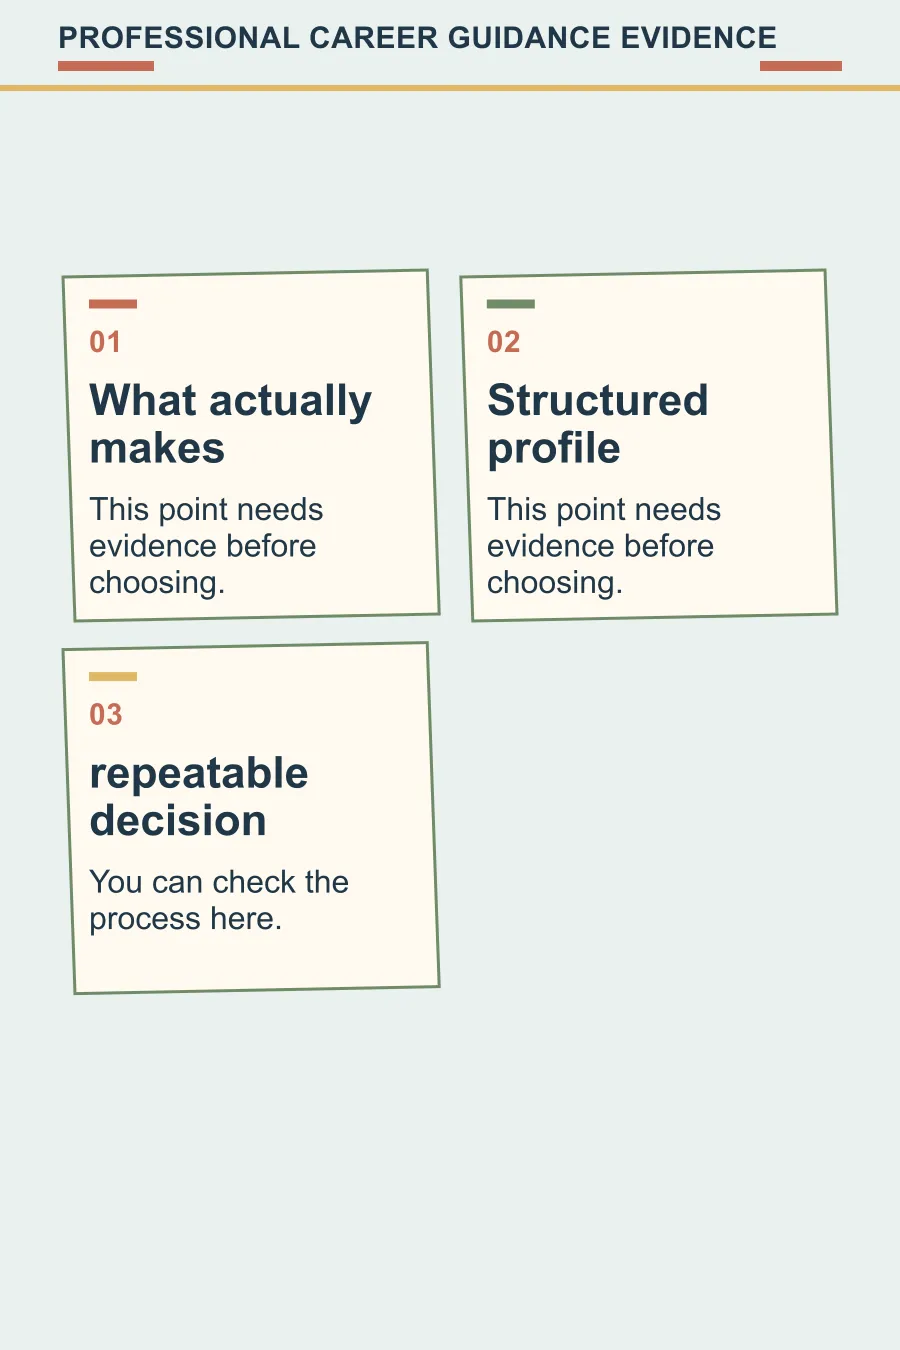 PROFESSIONAL CAREER GUIDANCE EVIDENCE
01
What actually
makes
This point needs
evidence before
choosing.
02
Structured
profile
This point needs
evidence before
choosing.
03
repeatable
decision
You can check the
process here.